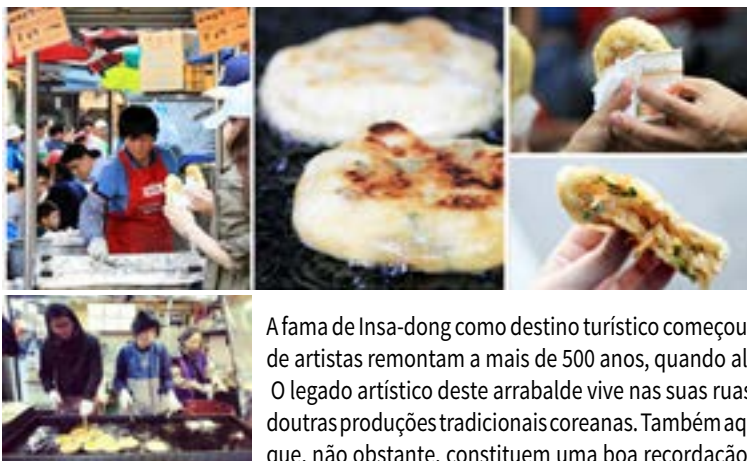 A fama de Insa-dong como destino turístico começou
de artistas remontam a mais de 500 anos, quando al
O legado artístico deste arrabalde vive nas suas ruas
doutras produções tradicionais coreanas. Também aq
que, não obstante, constituem uma boa recordação